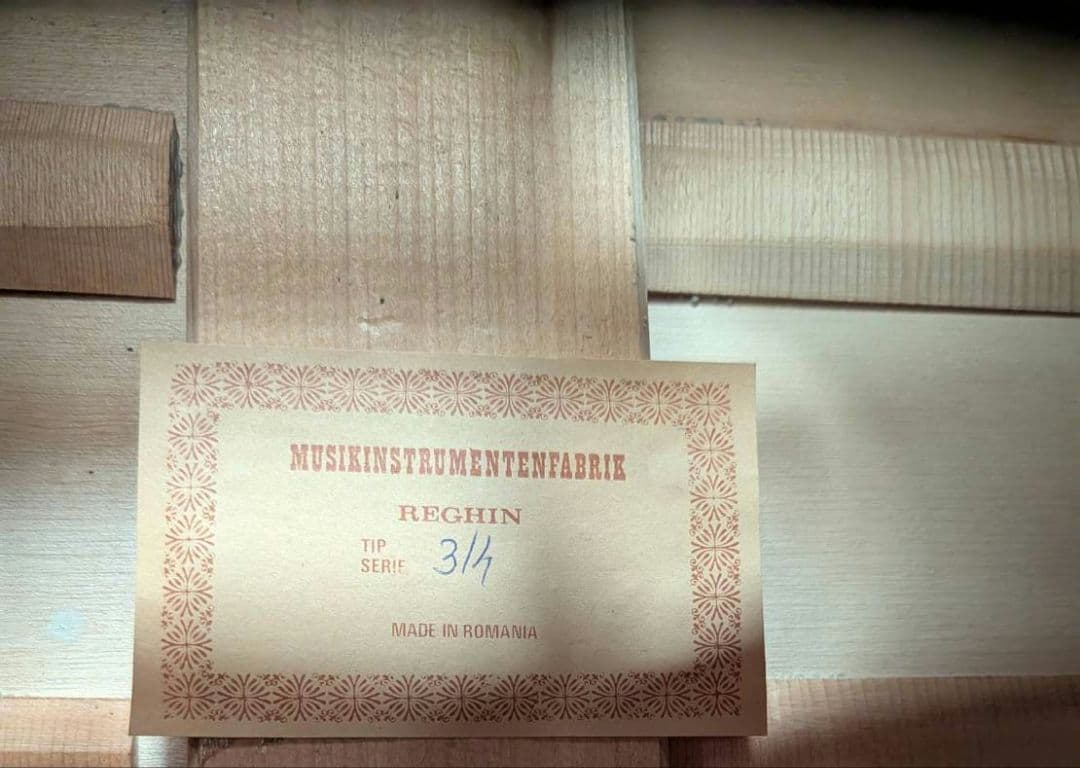 MUSIKINSTRUMENTENFABRIK
REGHIN
TIP
SERIE 3/4
MADE IN ROMANIA